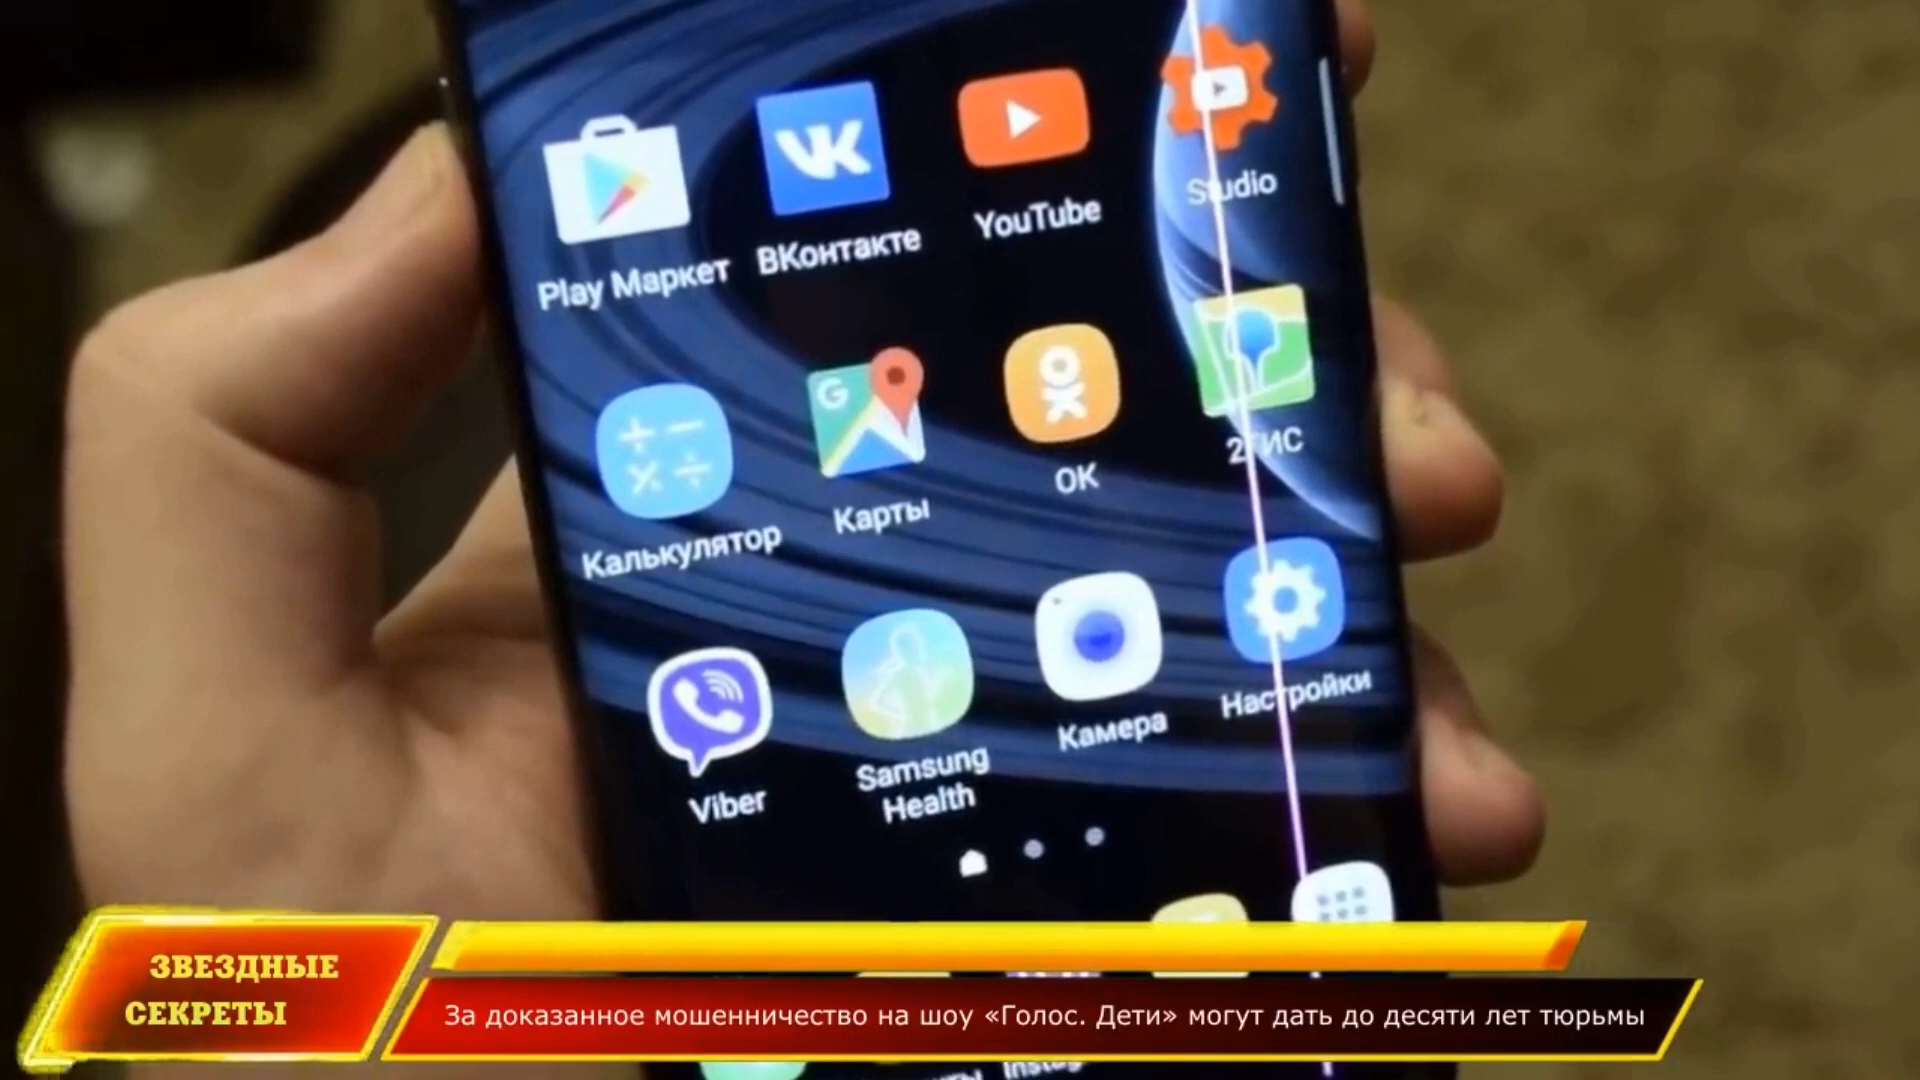 Studio
YouTube
ВКонтакте
Play Маркет
2ГИС
ОК
Карты
Калькулятор
Настройки
Камера
Samsung
Health
Viber
ЗВЕЗДНЫЕ
СЕКРЕТЫ
За доказанное мошенничество на шоу «Голос. Дети» могут дать до десяти лет тюрьмы